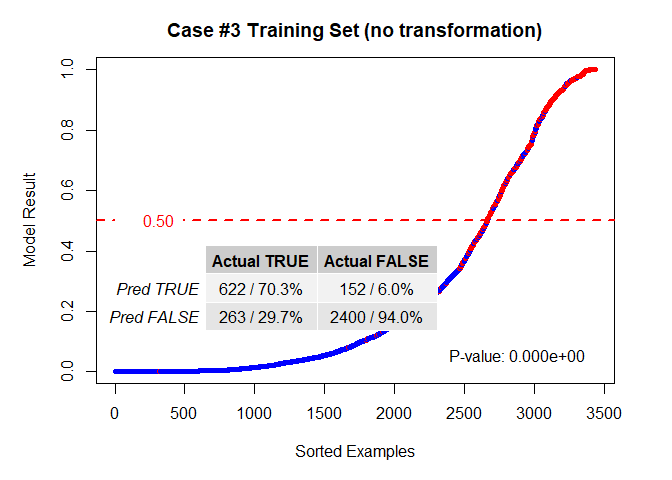 Case #3 Training Set (no transformation)
Model Result
1.0
0.8
0.6
0.4
0.2
0.0
0.50
Actual TRUE Actual FALSE
Pred TRUE 622 / 70.3% 152 / 6.0%
Pred FALSE 263 / 29.7% 2400 / 94.0%
P-value: 0.000e+00
0 500 1000 1500 2000 2500 3000 3500
Sorted Examples